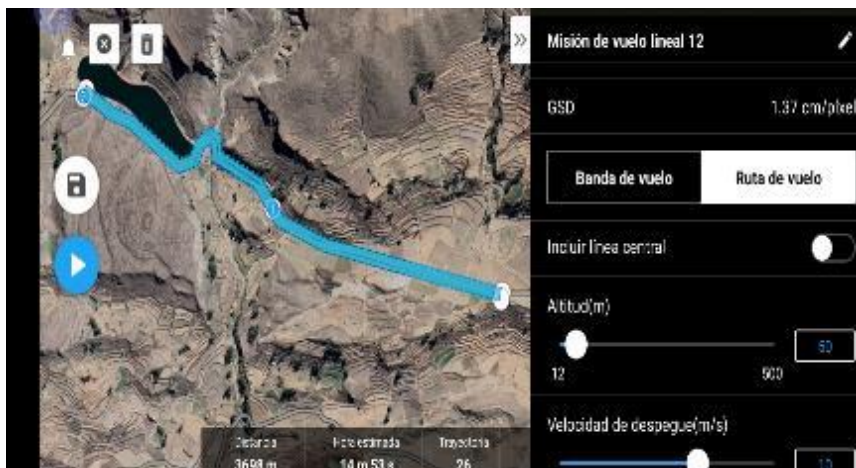 Misión de vuelo lineal 12
GSD 1.37 cm/pixel
Banda de vuelo Ruta de vuelo
Incluir línea central
Altitud(m)
12 500
Velocidad de despegue(m/s)
10
Distancia Hora estimada Trayectoria
3698 m 14 m 53 s 26